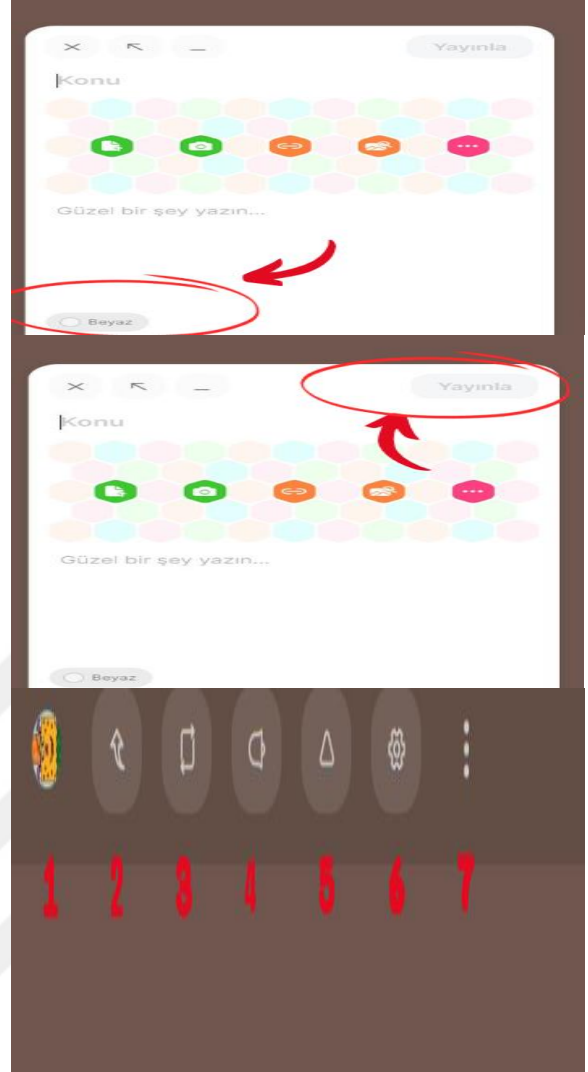 Yayınla
Konu
Güzel bir şey yazın...
Beyaz
Yayınla
Konu
Güzel bir şey yazın...
Beyaz
1 2 3 4 5 6 7